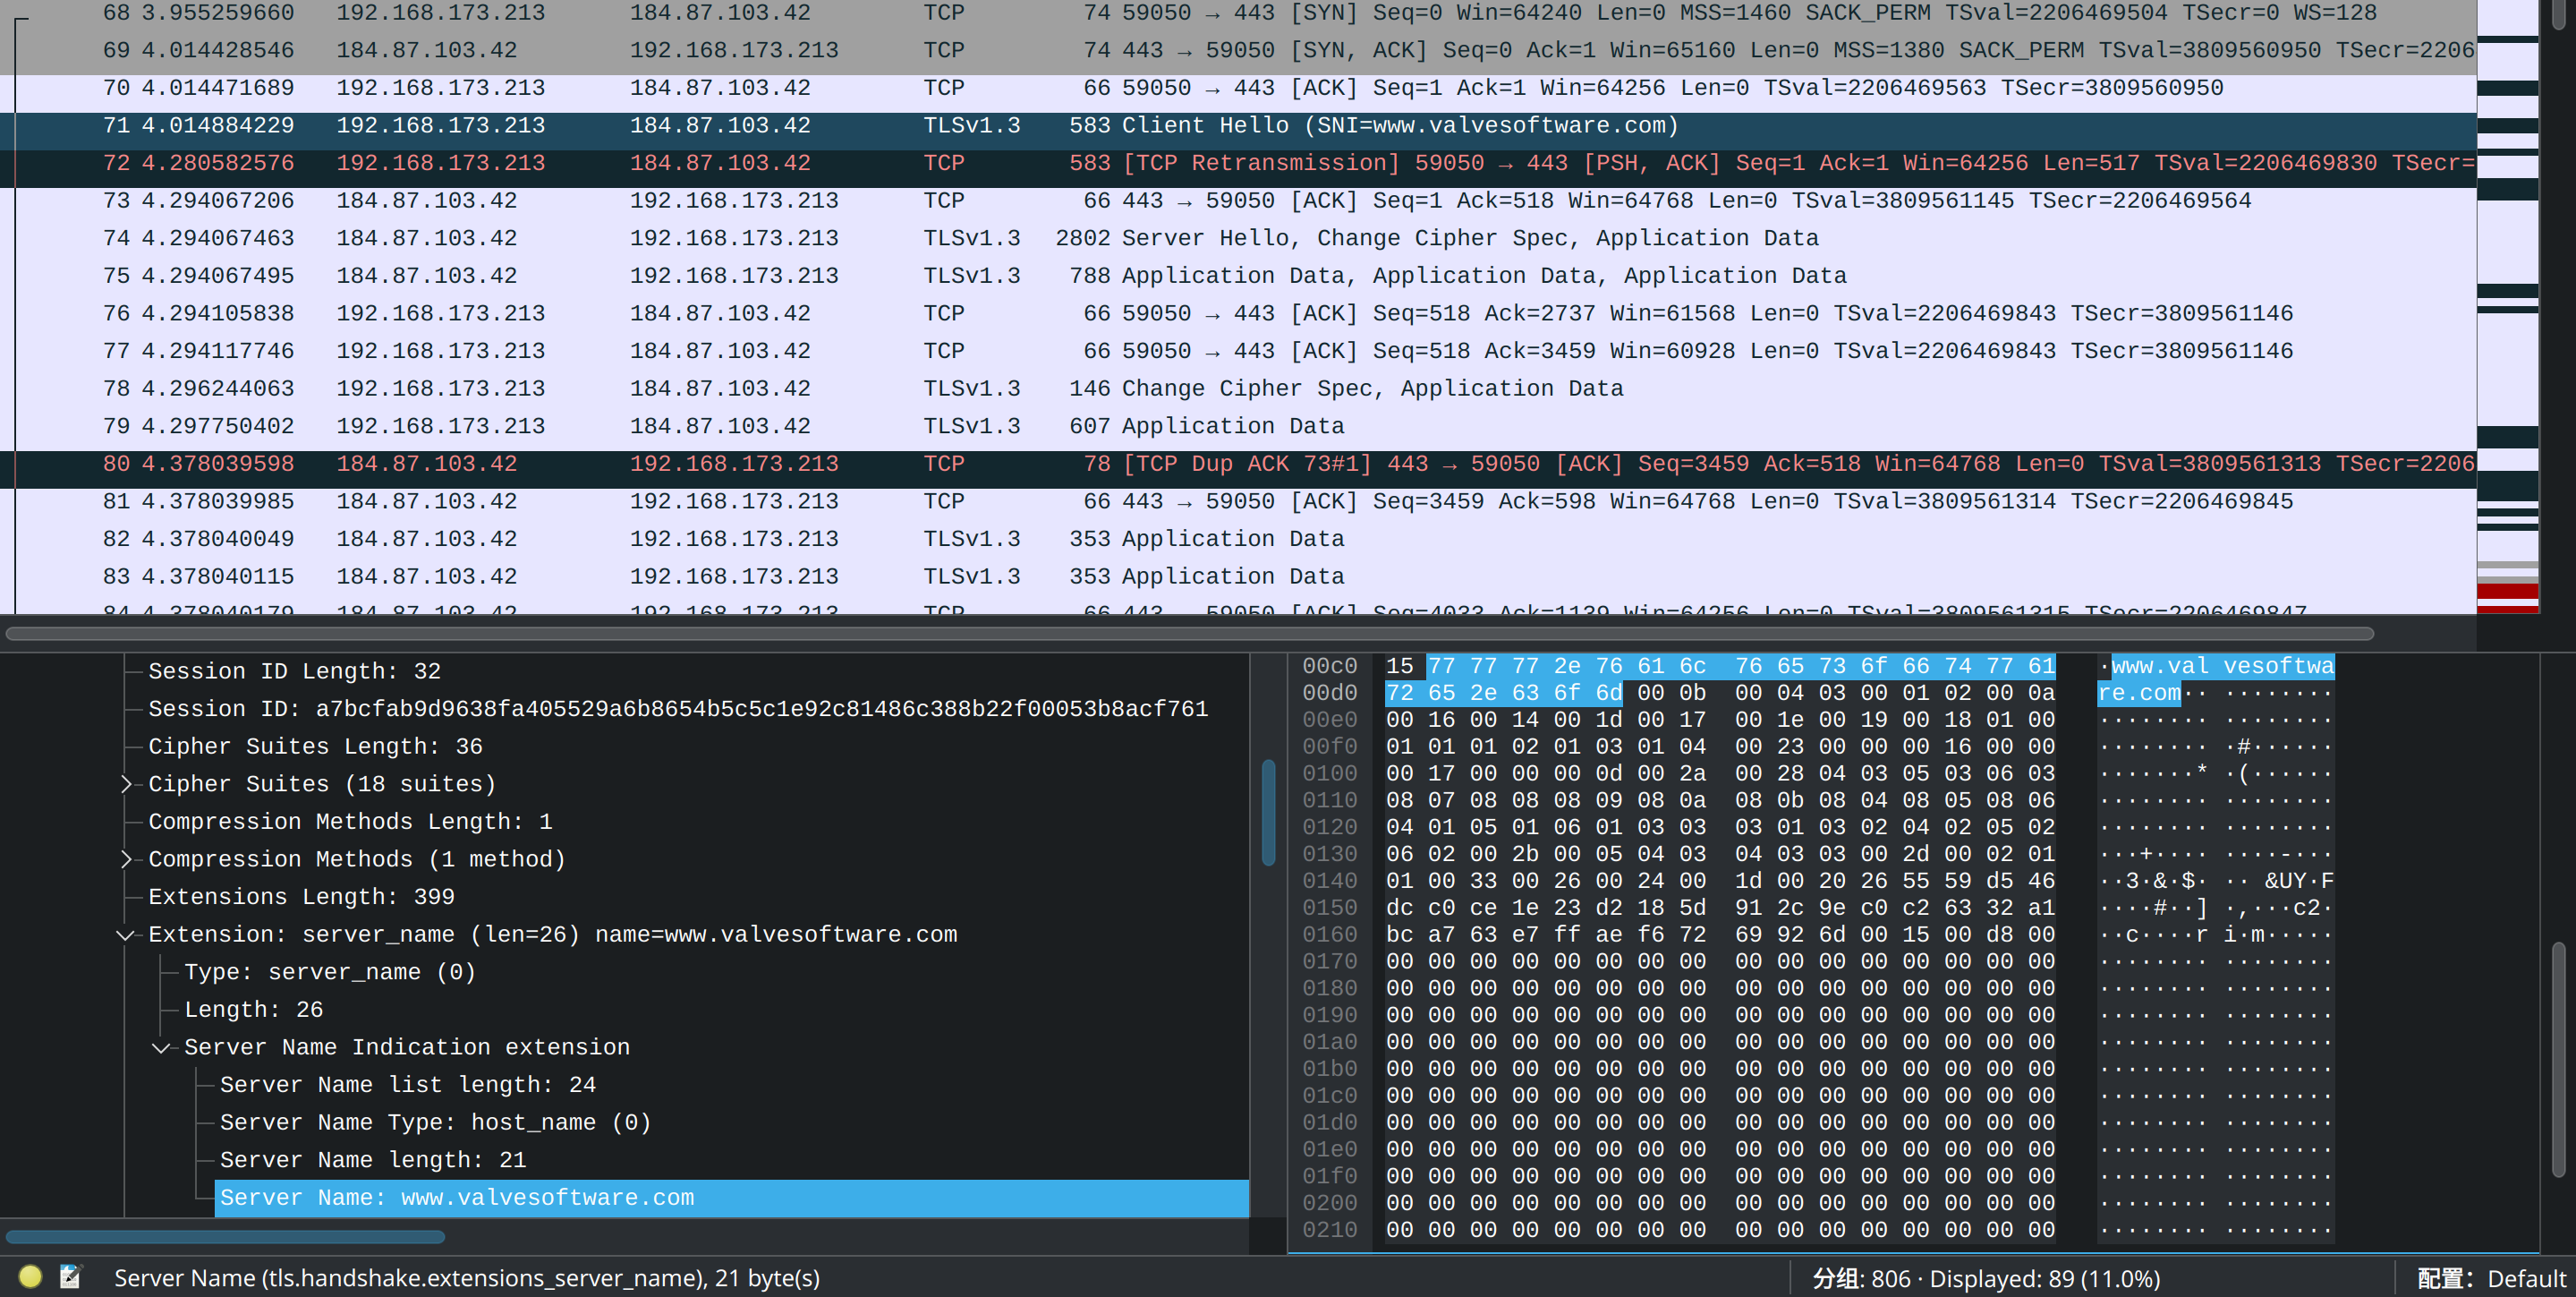 68 3.955259660 192.168.173.213 184.87.103.42 TCP 74 59050 → 443 [SYN] Seq=0 Win=64240 Len=0 MSS=1460 SACK_PERM TSval=2206469504 TSecr=0 WS=128
69 4.014428546 184.87.103.42 192.168.173.213 TCP 74 443 → 59050 [SYN, ACK] Seq=0 Ack=1 Win=65160 Len=0 MSS=1380 SACK_PERM TSval=3809560950 TSecr=2206
70 4.014471689 192.168.173.213 184.87.103.42 TCP 66 59050 → 443 [ACK] Seq=1 Ack=1 Win=64256 Len=0 TSval=2206469563 TSecr=3809560950
71 4.014884229 192.168.173.213 184.87.103.42 TLSv1.3 583 Client Hello (SNI=www.valvesoftware.com)
72 4.280582576 192.168.173.213 184.87.103.42 TCP 583 [TCP Retransmission] 59050 → 443 [PSH, ACK] Seq=1 Ack=1 Win=64256 Len=517 TSval=2206469830 TSecr=
73 4.294067206 184.87.103.42 192.168.173.213 TCP 66 443 → 59050 [ACK] Seq=1 Ack=518 Win=64768 Len=0 TSval=3809561145 TSecr=2206469564
74 4.294067463 184.87.103.42 192.168.173.213 TLSv1.3 2802 Server Hello, Change Cipher Spec, Application Data
75 4.294067495 184.87.103.42 192.168.173.213 TLSv1.3 788 Application Data, Application Data, Application Data
76 4.294105838 192.168.173.213 184.87.103.42 TCP 66 59050 → 443 [ACK] Seq=518 Ack=2737 Win=61568 Len=0 TSval=2206469843 TSecr=3809561146
77 4.294117746 192.168.173.213 184.87.103.42 TCP 66 59050 → 443 [ACK] Seq=518 Ack=3459 Win=60928 Len=0 TSval=2206469843 TSecr=3809561146
78 4.296244063 192.168.173.213 184.87.103.42 TLSv1.3 146 Change Cipher Spec, Application Data
79 4.297750402 192.168.173.213 184.87.103.42 TLSv1.3 607 Application Data
80 4.378039598 184.87.103.42 192.168.173.213 TCP 78 [TCP Dup ACK 73#1] 443 → 59050 [ACK] Seq=3459 Ack=518 Win=64768 Len=0 TSval=3809561313 TSecr=2206
81 4.378039985 184.87.103.42 192.168.173.213 TCP 66 443 → 59050 [ACK] Seq=3459 Ack=598 Win=64768 Len=0 TSval=3809561314 TSecr=2206469845
82 4.378040049 184.87.103.42 192.168.173.213 TLSv1.3 353 Application Data
83 4.378040115 184.87.103.42 192.168.173.213 TLSv1.3 353 Application Data
84 4.378040179 184.87.103.42 192.168.173.213 TCP 66 443 → 59050 [ACK] Seq=4033 Ack=1139 Win=64256 Len=0 TSval=3809561315 TSecr=2206469847
Session ID Length: 32
Session ID: a7bcfab9d9638fa405529a6b8654b5c5c1e92c81486c388b22f00053b8acf761
Cipher Suites Length: 36
Cipher Suites (18 suites)
Compression Methods Length: 1
Compression Methods (1 method)
Extensions Length: 399
Extension: server_name (len=26) name=www.valvesoftware.com
Type: server_name (0)
Length: 26
Server Name Indication extension
Server Name list length: 24
Server Name Type: host_name (0)
Server Name length: 21
Server Name: www.valvesoftware.com
00c0 15 77 77 77 2e 76 61 6c 76 65 73 6f 66 74 77 61 ·www.val vesoftwa
00d0 72 65 2e 63 6f 6d 00 0b 00 04 03 00 01 02 00 0a re.com·· ········
00e0 00 16 00 14 00 1d 00 17 00 1e 00 19 00 18 01 00 ········ ········
00f0 01 01 01 02 01 03 01 04 00 23 00 00 00 16 00 00 ········ ·#······
0100 00 17 00 00 00 0d 00 2a 00 28 04 03 05 03 06 03 ·······* ·(······
0110 08 07 08 08 08 09 08 0a 08 0b 08 04 08 05 08 06 ········ ········
0120 04 01 05 01 06 01 03 03 03 01 03 02 04 02 05 02 ········ ········
0130 06 02 00 2b 00 05 04 03 04 03 03 00 2d 00 02 01 ···+···· ····-···
0140 01 00 33 00 26 00 24 00 1d 00 20 26 55 59 d5 46 ··3·&·$· ·· &UY·F
0150 dc c0 ce 1e 23 d2 18 5d 91 2c 9e c0 c2 63 32 a1 ····#··] ·,···c2·
0160 bc a7 63 e7 ff ae f6 72 69 92 6d 00 15 00 d8 00 ··c····r i·m·····
0170 00 00 00 00 00 00 00 00 00 00 00 00 00 00 00 00 ········ ········
0180 00 00 00 00 00 00 00 00 00 00 00 00 00 00 00 00 ········ ········
0190 00 00 00 00 00 00 00 00 00 00 00 00 00 00 00 00 ········ ········
01a0 00 00 00 00 00 00 00 00 00 00 00 00 00 00 00 00 ········ ········
01b0 00 00 00 00 00 00 00 00 00 00 00 00 00 00 00 00 ········ ········
01c0 00 00 00 00 00 00 00 00 00 00 00 00 00 00 00 00 ········ ········
01d0 00 00 00 00 00 00 00 00 00 00 00 00 00 00 00 00 ········ ········
01e0 00 00 00 00 00 00 00 00 00 00 00 00 00 00 00 00 ········ ········
01f0 00 00 00 00 00 00 00 00 00 00 00 00 00 00 00 00 ········ ········
0200 00 00 00 00 00 00 00 00 00 00 00 00 00 00 00 00 ········ ········
0210 00 00 00 00 00 00 00 00 00 00 00 00 00 00 00 00 ········ ········
Server Name (tls.handshake.extensions_server_name), 21 byte(s) 分组: 806 · Displayed: 89 (11.0%) 配置： Default